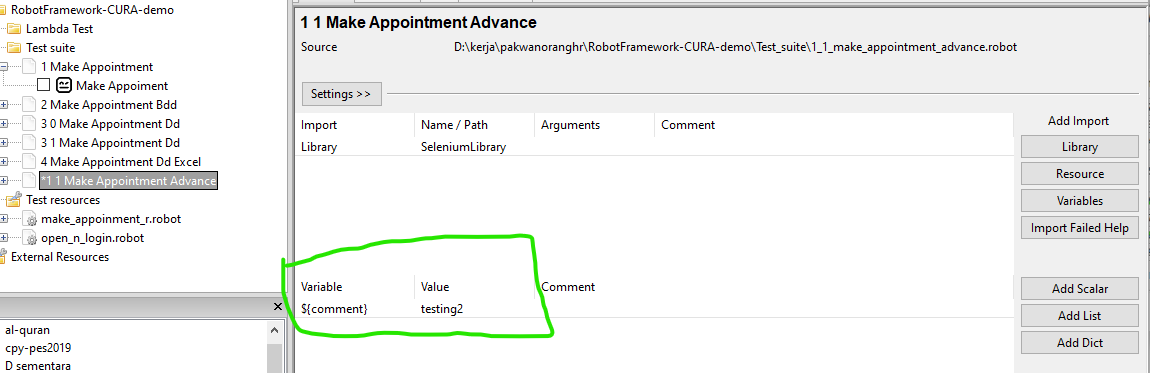 RobotFramework-CURA-demo
Lambda Test
Test suite
1 Make Appointment
Make Appoiment
2 Make Appointment Bdd
3 0 Make Appointment Dd
3 1 Make Appointment Dd
4 Make Appointment Dd Excel
*1 1 Make Appointment Advance
Test resources
make_appoinment_r.robot
open_n_login.robot
External Resources
al-quran
cpy-pes2019
D sementara
1 1 Make Appointment Advance
Source D:\kerja\pakwanoranghr\RobotFramework-CURA-demo\Test_suite\1_1_make_appointment_advance.robot
Settings >>
Import Name / Path Arguments Comment
Library SeleniumLibrary
Add Import
Library
Resource
Variables
Import Failed Help
Variable Value Comment
${comment} testing2
Add Scalar
Add List
Add Dict